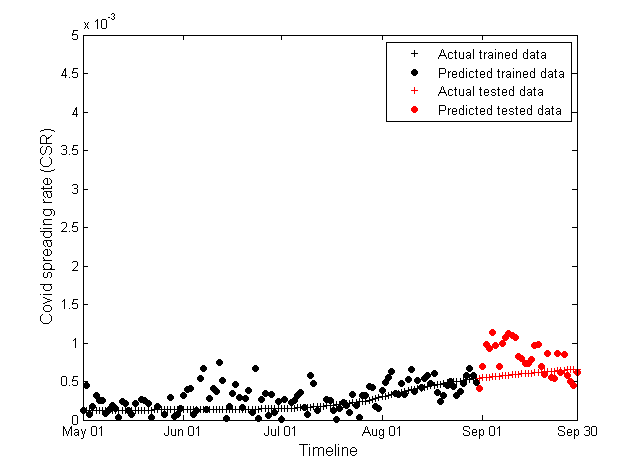 x 10^-3
5
4.5
4
3.5
3
2.5
2
1.5
1
0.5
0
Covid spreading rate (CSR)
Actual trained data
Predicted trained data
Actual tested data
Predicted tested data
May 01 Jun 01 Jul 01 Aug 01 Sep 01 Sep 30
Timeline